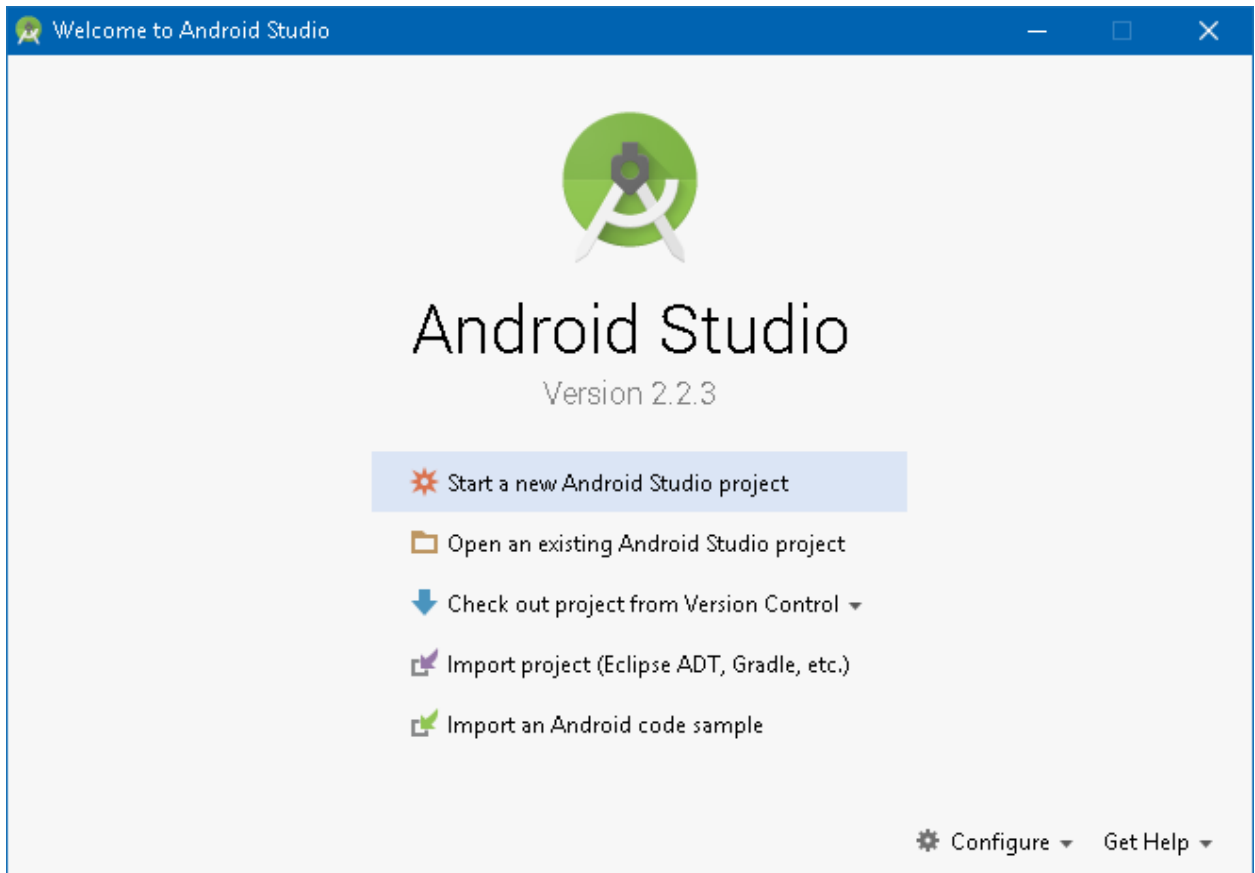 Welcome to Android Studio
Android Studio
Version 2.2.3
Start a new Android Studio project
Open an existing Android Studio project
Check out project from Version Control
Import project (Eclipse ADT, Gradle, etc.)
Import an Android code sample
Configure Get Help